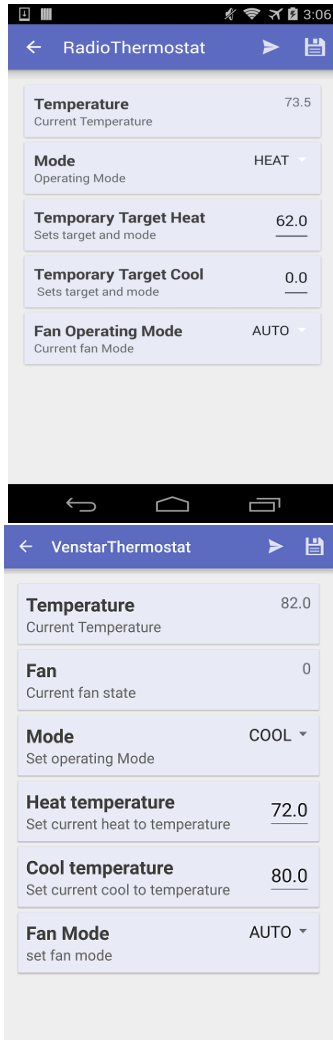 3:06
RadioThermostat
Temperature 73.5
Current Temperature
Mode HEAT
Operating Mode
Temporary Target Heat 62.0
Sets target and mode
Temporary Target Cool 0.0
Sets target and mode
Fan Operating Mode AUTO
Current fan Mode
VenstarThermostat
Temperature 82.0
Current Temperature
Fan 0
Current fan state
Mode COOL
Set operating Mode
Heat temperature 72.0
Set current heat to temperature
Cool temperature 80.0
Set current cool to temperature
Fan Mode AUTO
set fan mode